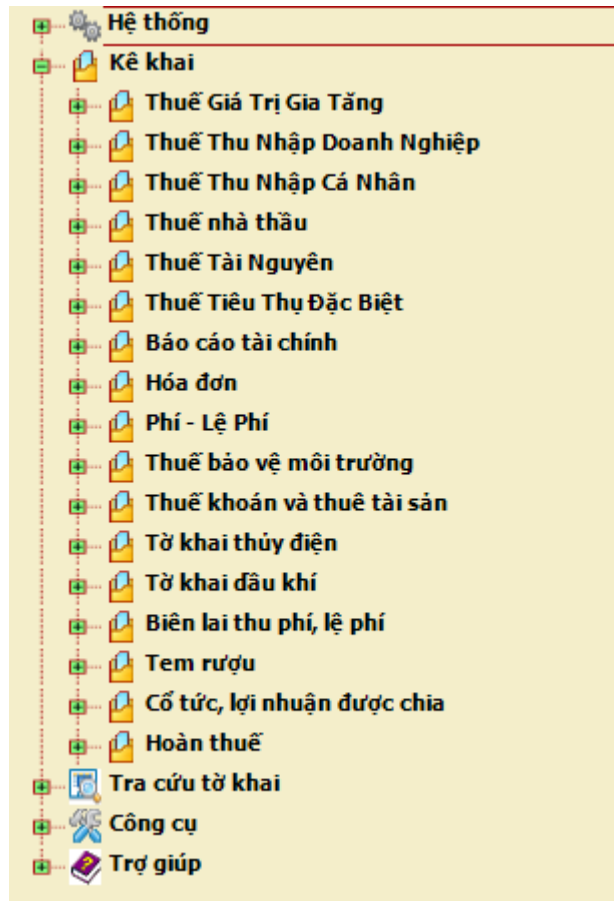 Hệ thống
Kê khai
Thuế Giá Trị Gia Tăng
Thuế Thu Nhập Doanh Nghiệp
Thuế Thu Nhập Cá Nhân
Thuế nhà thầu
Thuế Tài Nguyên
Thuế Tiêu Thụ Đặc Biệt
Báo cáo tài chính
Hóa đơn
Phí - Lệ Phí
Thuế bảo vệ môi trường
Thuế khoán và thuê tài sản
Tờ khai thủy điện
Tờ khai dầu khí
Biên lai thu phí, lệ phí
Tem rượu
Cổ tức, lợi nhuận được chia
Hoàn thuế
Tra cứu tờ khai
Công cụ
Trợ giúp